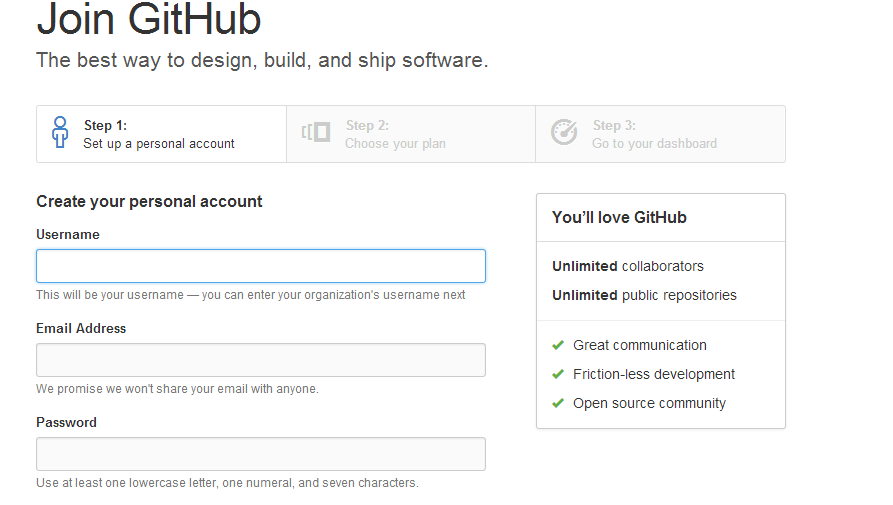 Join GitHub
The best way to design, build, and ship software.
Step 1:
Set up a personal account
Step 2:
Choose your plan
Step 3:
Go to your dashboard
Create your personal account
Username
This will be your username — you can enter your organization's username next
Email Address
We promise we won't share your email with anyone.
Password
Use at least one lowercase letter, one numeral, and seven characters.
You’ll love GitHub
Unlimited collaborators
Unlimited public repositories
Great communication
Friction-less development
Open source community